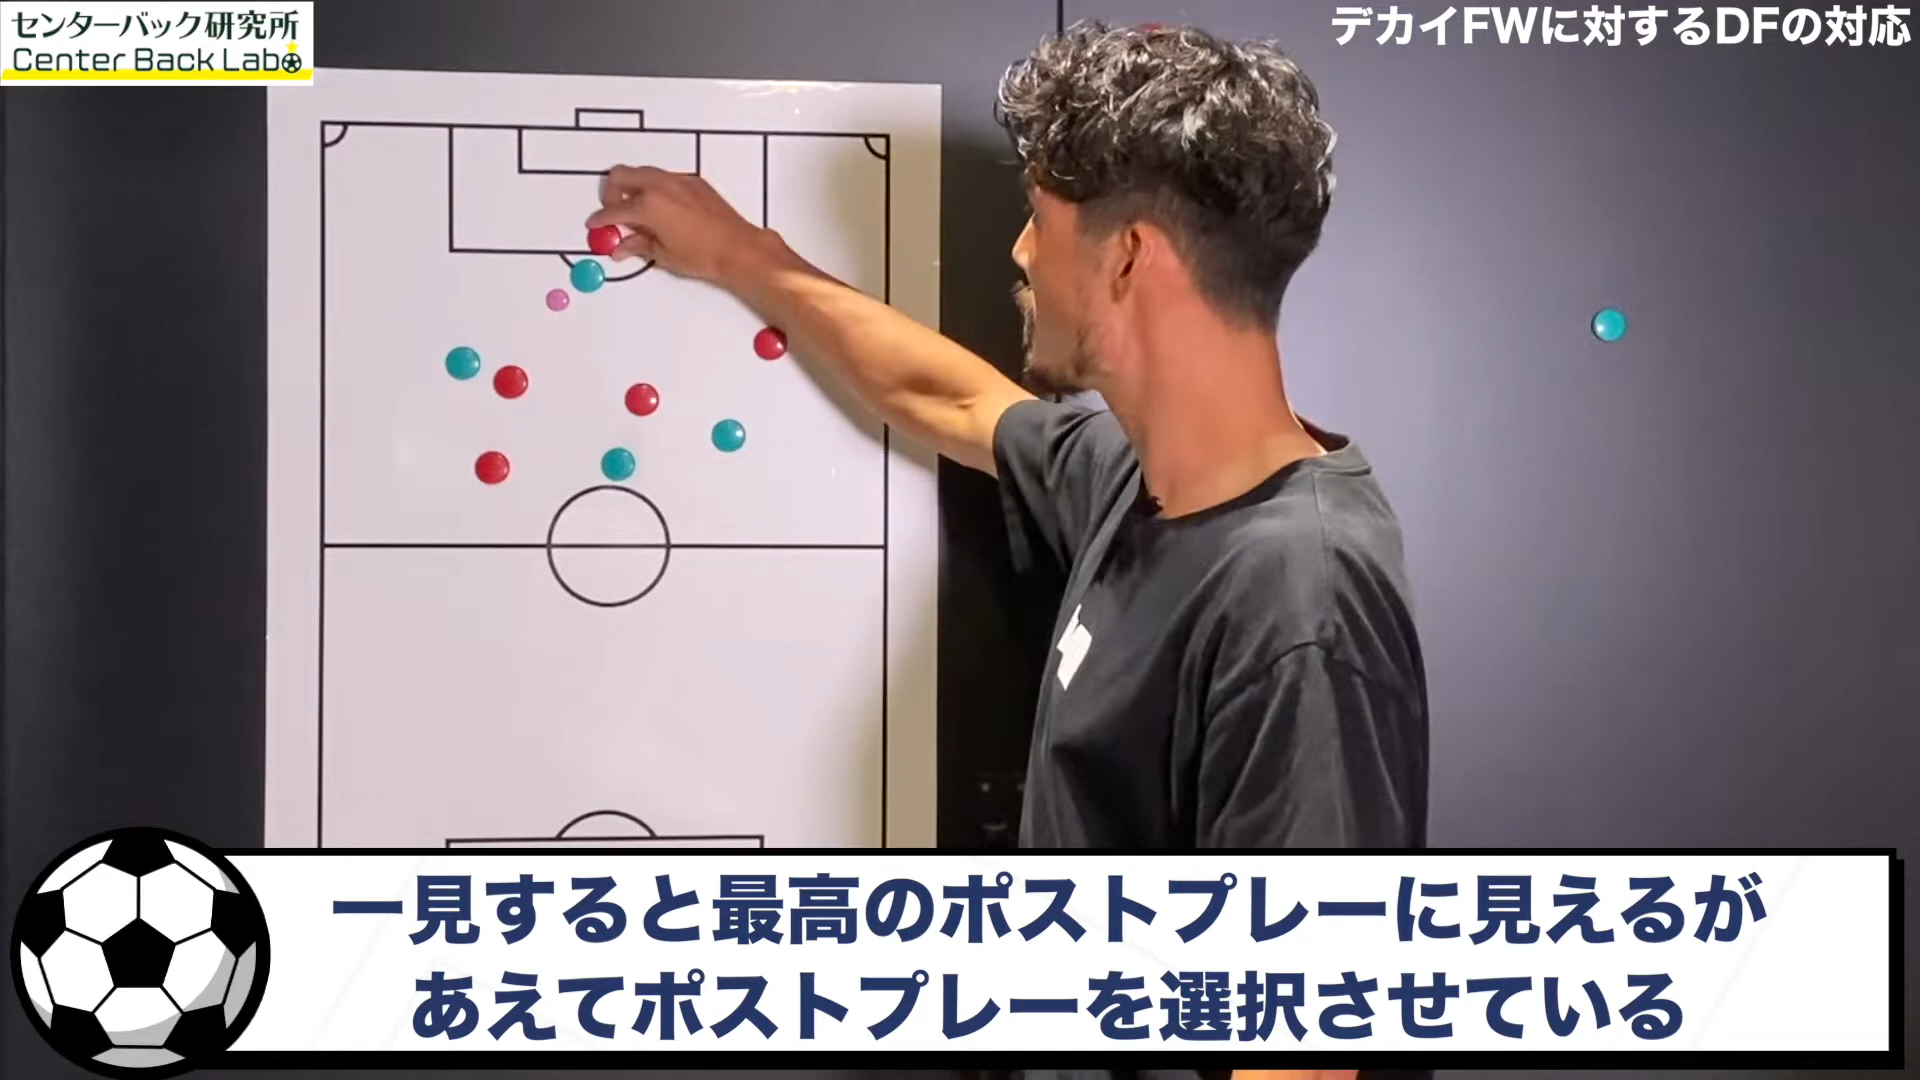 センターバック研究所
Center Back Labo
デカイFWに対するDFの対応
一見すると最高のポストプレーに見えるが
あえてポストプレーを選択させている